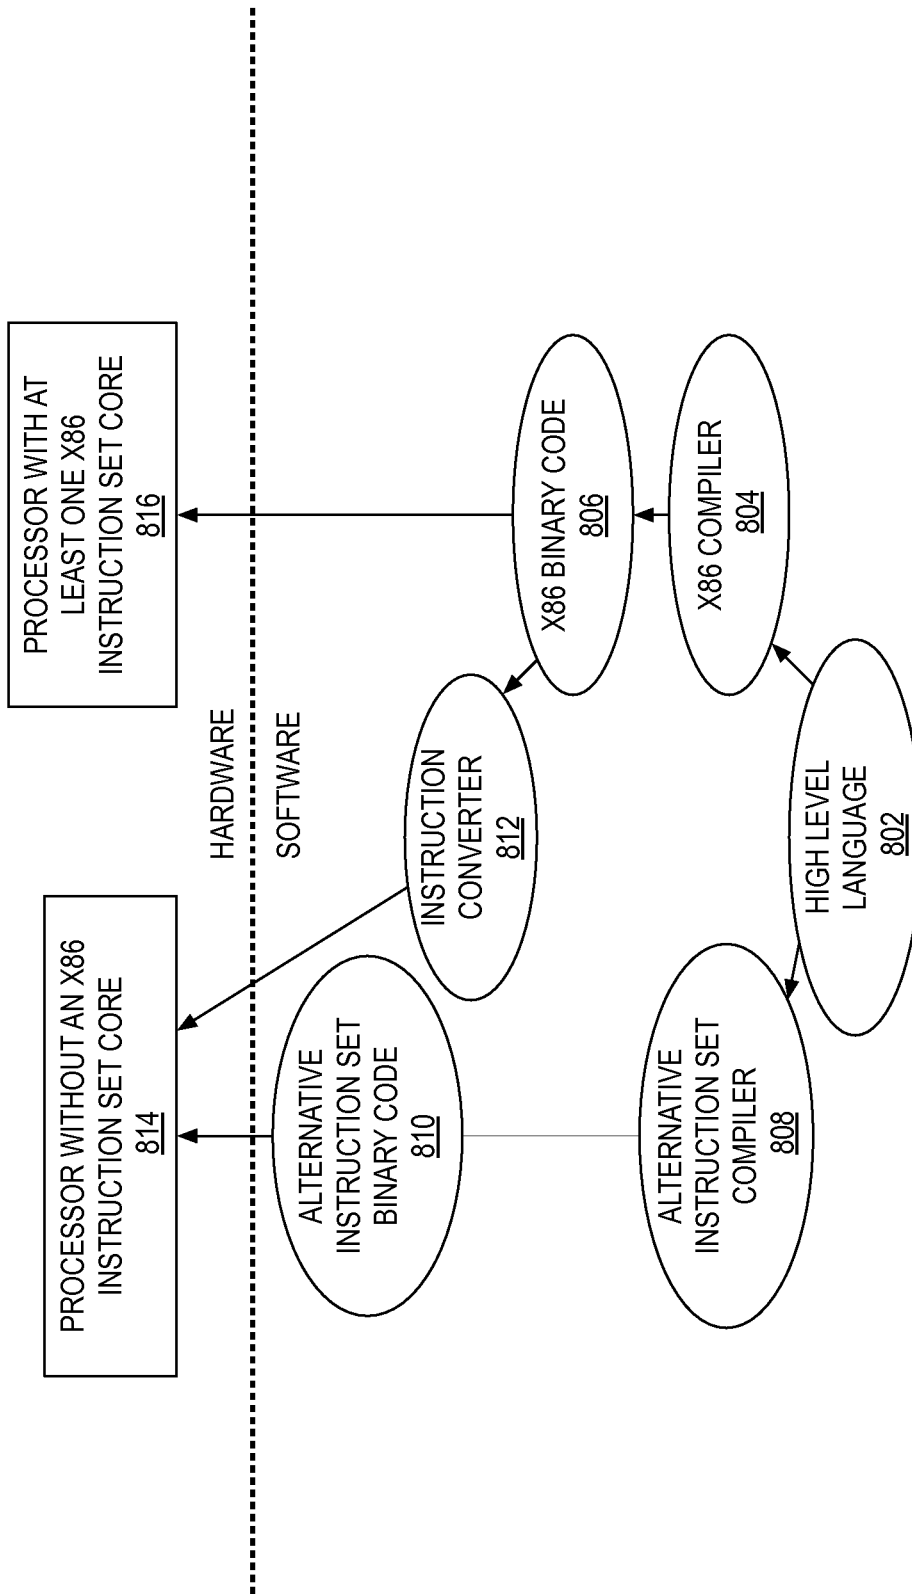 PROCESSOR WITHOUT AN X86
INSTRUCTION SET CORE
814
PROCESSOR WITH AT
LEAST ONE X86
INSTRUCTION SET CORE
816
HARDWARE
SOFTWARE
ALTERNATIVE
INSTRUCTION SET
BINARY CODE
810
INSTRUCTION
CONVERTER
812
X86 BINARY CODE
806
ALTERNATIVE
INSTRUCTION SET
COMPILER
808
X86 COMPILER
804
HIGH LEVEL
LANGUAGE
802